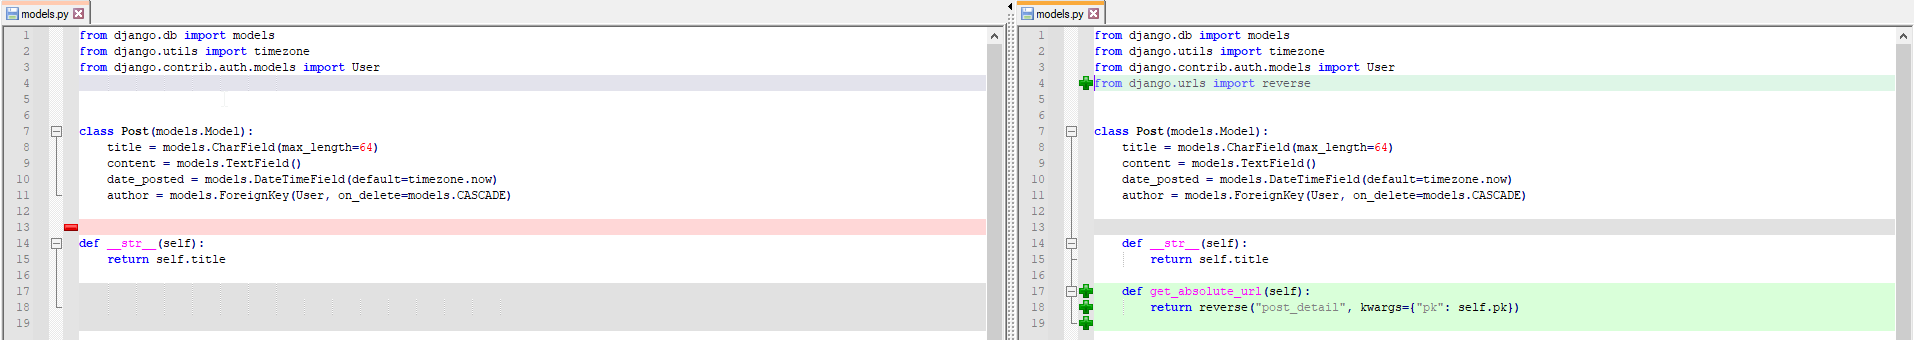 models.py
1 from django.db import models
2 from django.utils import timezone
3 from django.contrib.auth.models import User
4
5
6
7 class Post(models.Model):
8     title = models.CharField(max_length=64)
9     content = models.TextField()
10     date_posted = models.DateTimeField(default=timezone.now)
11     author = models.ForeignKey(User, on_delete=models.CASCADE)
12
13
14 def __str__(self):
15     return self.title
16
17
18
19
models.py
1 from django.db import models
2 from django.utils import timezone
3 from django.contrib.auth.models import User
4 from django.urls import reverse
5
6
7 class Post(models.Model):
8     title = models.CharField(max_length=64)
9     content = models.TextField()
10     date_posted = models.DateTimeField(default=timezone.now)
11     author = models.ForeignKey(User, on_delete=models.CASCADE)
12
13
14     def __str__(self):
15         return self.title
16
17     def get_absolute_url(self):
18         return reverse("post_detail", kwargs={"pk": self.pk})
19